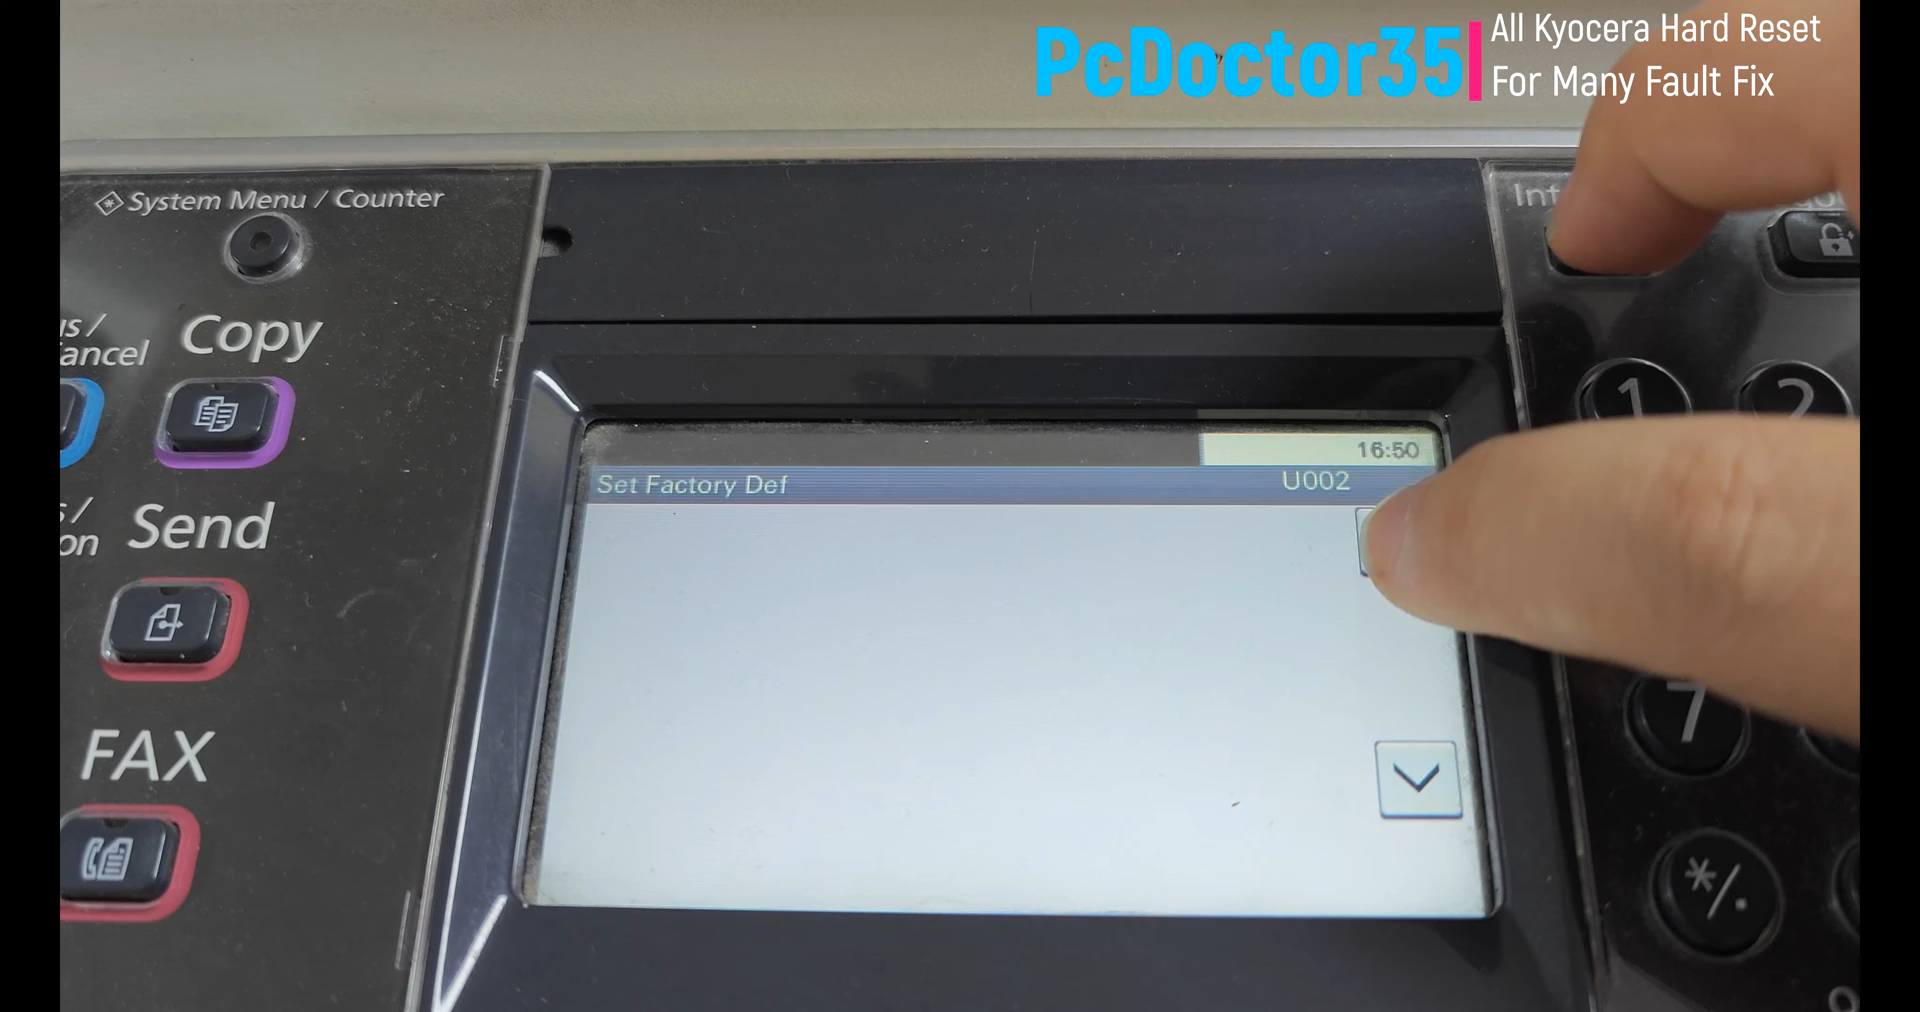 PcDoctor35
All Kyocera Hard Reset
For Many Fault Fix
System Menu / Counter
Copy
Send
FAX
16:50
Set Factory Def
U002
1
2
7
*/.